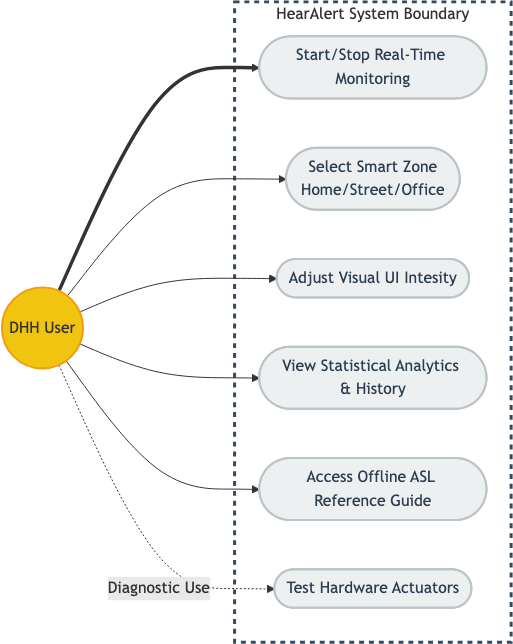 HearAlert System Boundary
Start/Stop Real-Time
Monitoring
Select Smart Zone
Home/Street/Office
Adjust Visual UI Intesity
DHH User
View Statistical Analytics
& History
Access Offline ASL
Reference Guide
Diagnostic Use
Test Hardware Actuators